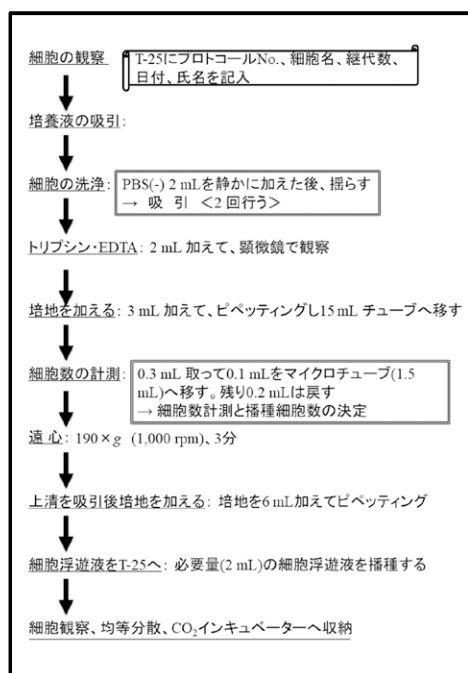 細胞の観察
T-25にプロトコールNo.、細胞名、継代数、
日付、氏名を記入
培養液の吸引:
細胞の洗浄:
PBS(-) 2 mLを静かに加えた後、揺らす
→ 吸 引 <2 回行う>
トリプシン・EDTA: 2 mL 加えて、顕微鏡で観察
培地を加える: 3 mL 加えて、ピペッティングし15 mL チューブへ移す
細胞数の計測:
0.3 mL 取って0.1 mLをマイクロチューブ(1.5
mL)へ移す。残り0.2 mLは戻す
→ 細胞数計測と播種細胞数の決定
遠 心: 190×g (1,000 rpm)、3分
上清を吸引後培地を加える: 培地を6 mL加えてピペッティング
細胞浮遊液をT-25へ: 必要量(2 mL)の細胞浮遊液を播種する
細胞観察、均等分散、CO₂インキュベーターへ収納